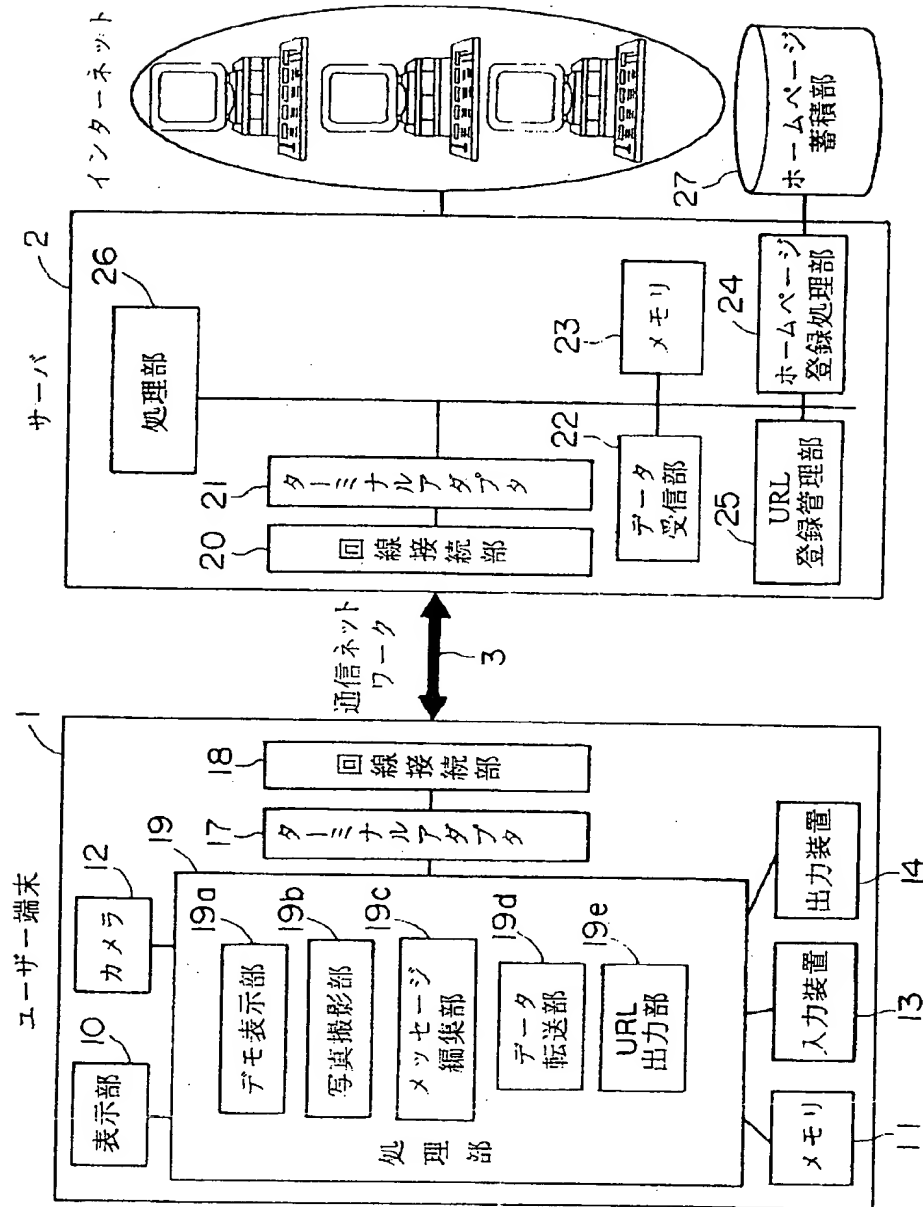 ユーザー端末
1
表示部
10
カメラ
12
処理部
19
デモ表示部
19a
写真撮影部
19b
メッセージ
編集部
19c
データ
転送部
19d
URL
出力部
19e
メモリ
11
入力装置
13
出力装置
14
ターミナルアダプタ
17
回線接続部
18
通信ネット
ワーク
3
サーバ
2
処理部
26
回線接続部
20
ターミナルアダプタ
21
データ
受信部
22
メモリ
23
URL
登録管理部
25
ホームページ
登録処理部
24
インターネット
ホームページ
蓄積部
27